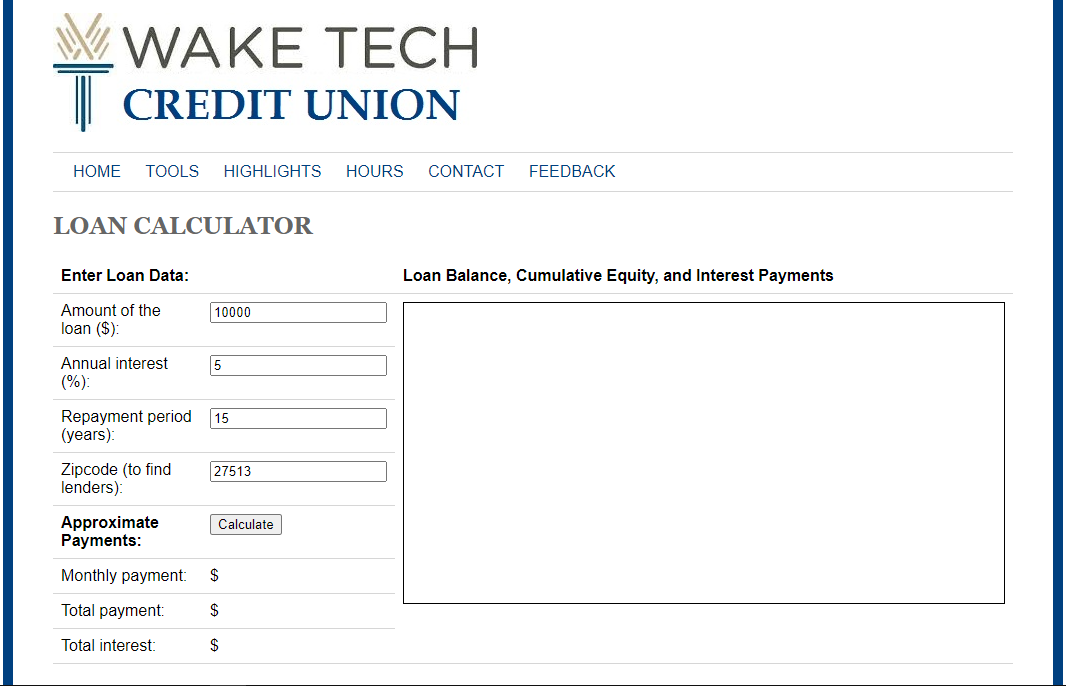 WAKE TECH
CREDIT UNION
HOME TOOLS HIGHLIGHTS HOURS CONTACT FEEDBACK
LOAN CALCULATOR
Enter Loan Data:
Loan Balance, Cumulative Equity, and Interest Payments
Amount of the
loan ($):
10000
Annual interest
(%):
5
Repayment period
(years):
15
Zipcode (to find
lenders):
27513
Approximate
Payments:
Calculate
Monthly payment: $
Total payment: $
Total interest: $